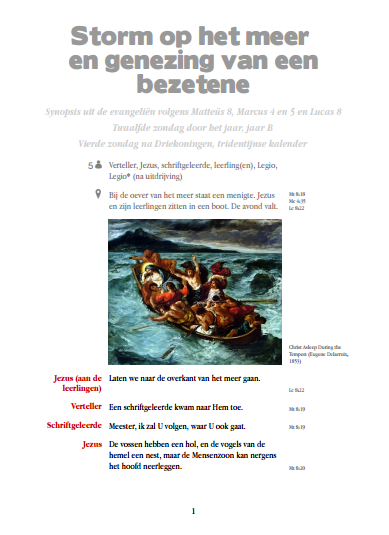 Storm op het meer
en genezing van een
bezetene
Synopsis uit de evangeliën volgens Matteüs 8, Marcus 4 en 5 en Lucas 8
Twaalfde zondag door het jaar, jaar B
Vierde zondag na Driekoningen, tridentijnse kalender
5 Verteller, Jezus, schriftgeleerde, leerling(en), Legio,
Legio* (na uitdrijving)
Bij de oever van het meer staat een menigte. Jezus
en zijn leerlingen zitten in een boot. De avond valt.
Mt 8:18
Mc 4:35
Lc 8:22
Christ Asleep During the
Tempest (Eugene Delacroix,
1853)
Jezus (aan de
leerlingen)
Laten we naar de overkant van het meer gaan.
Lc 8:22
Verteller Een schriftgeleerde kwam naar Hem toe. Mt 8:19
Schriftgeleerde Meester, ik zal U volgen, waar U ook gaat. Mt 8:19
Jezus De vossen hebben een hol, en de vogels van de
hemel een nest, maar de Mensenzoon kan nergens
het hoofd neerleggen. Mt 8:20
1